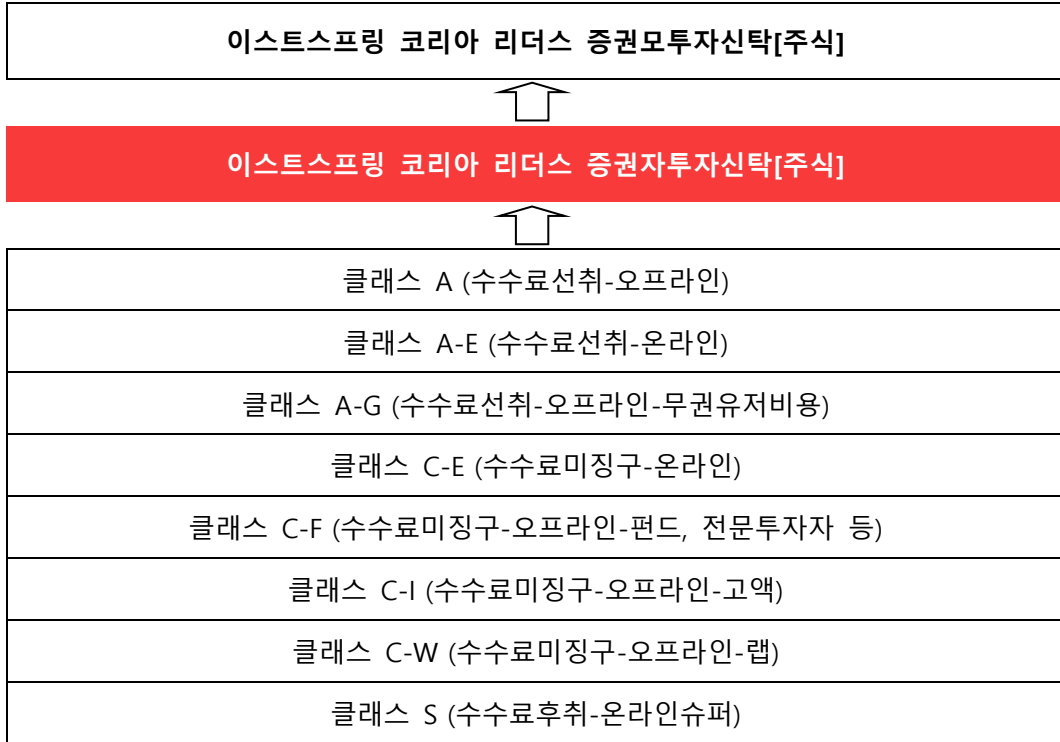 이스트스프링 코리아 리더스 증권모투자신탁[주식]
이스트스프링 코리아 리더스 증권자투자신탁[주식]
클래스 A (수수료선취-오프라인)
클래스 A-E (수수료선취-온라인)
클래스 A-G (수수료선취-오프라인-무권유저비용)
클래스 C-E (수수료미징구-온라인)
클래스 C-F (수수료미징구-오프라인-펀드, 전문투자자 등)
클래스 C-I (수수료미징구-오프라인-고액)
클래스 C-W (수수료미징구-오프라인-랩)
클래스 S (수수료후취-온라인슈퍼)